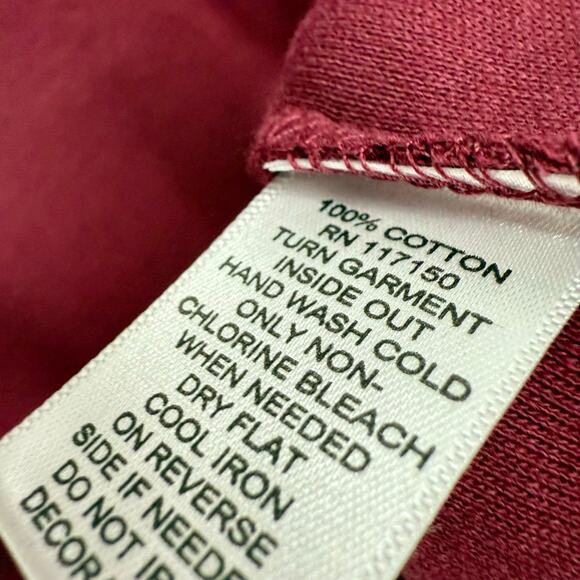 100% COTTON
RN 117150
TURN GARMENT
INSIDE OUT
HAND WASH COLD
ONLY NON-
CHLORINE BLEACH
WHEN NEEDED
DRY FLAT
COOL IRON
ON REVERSE
SIDE IF NEEDE
DO NOT